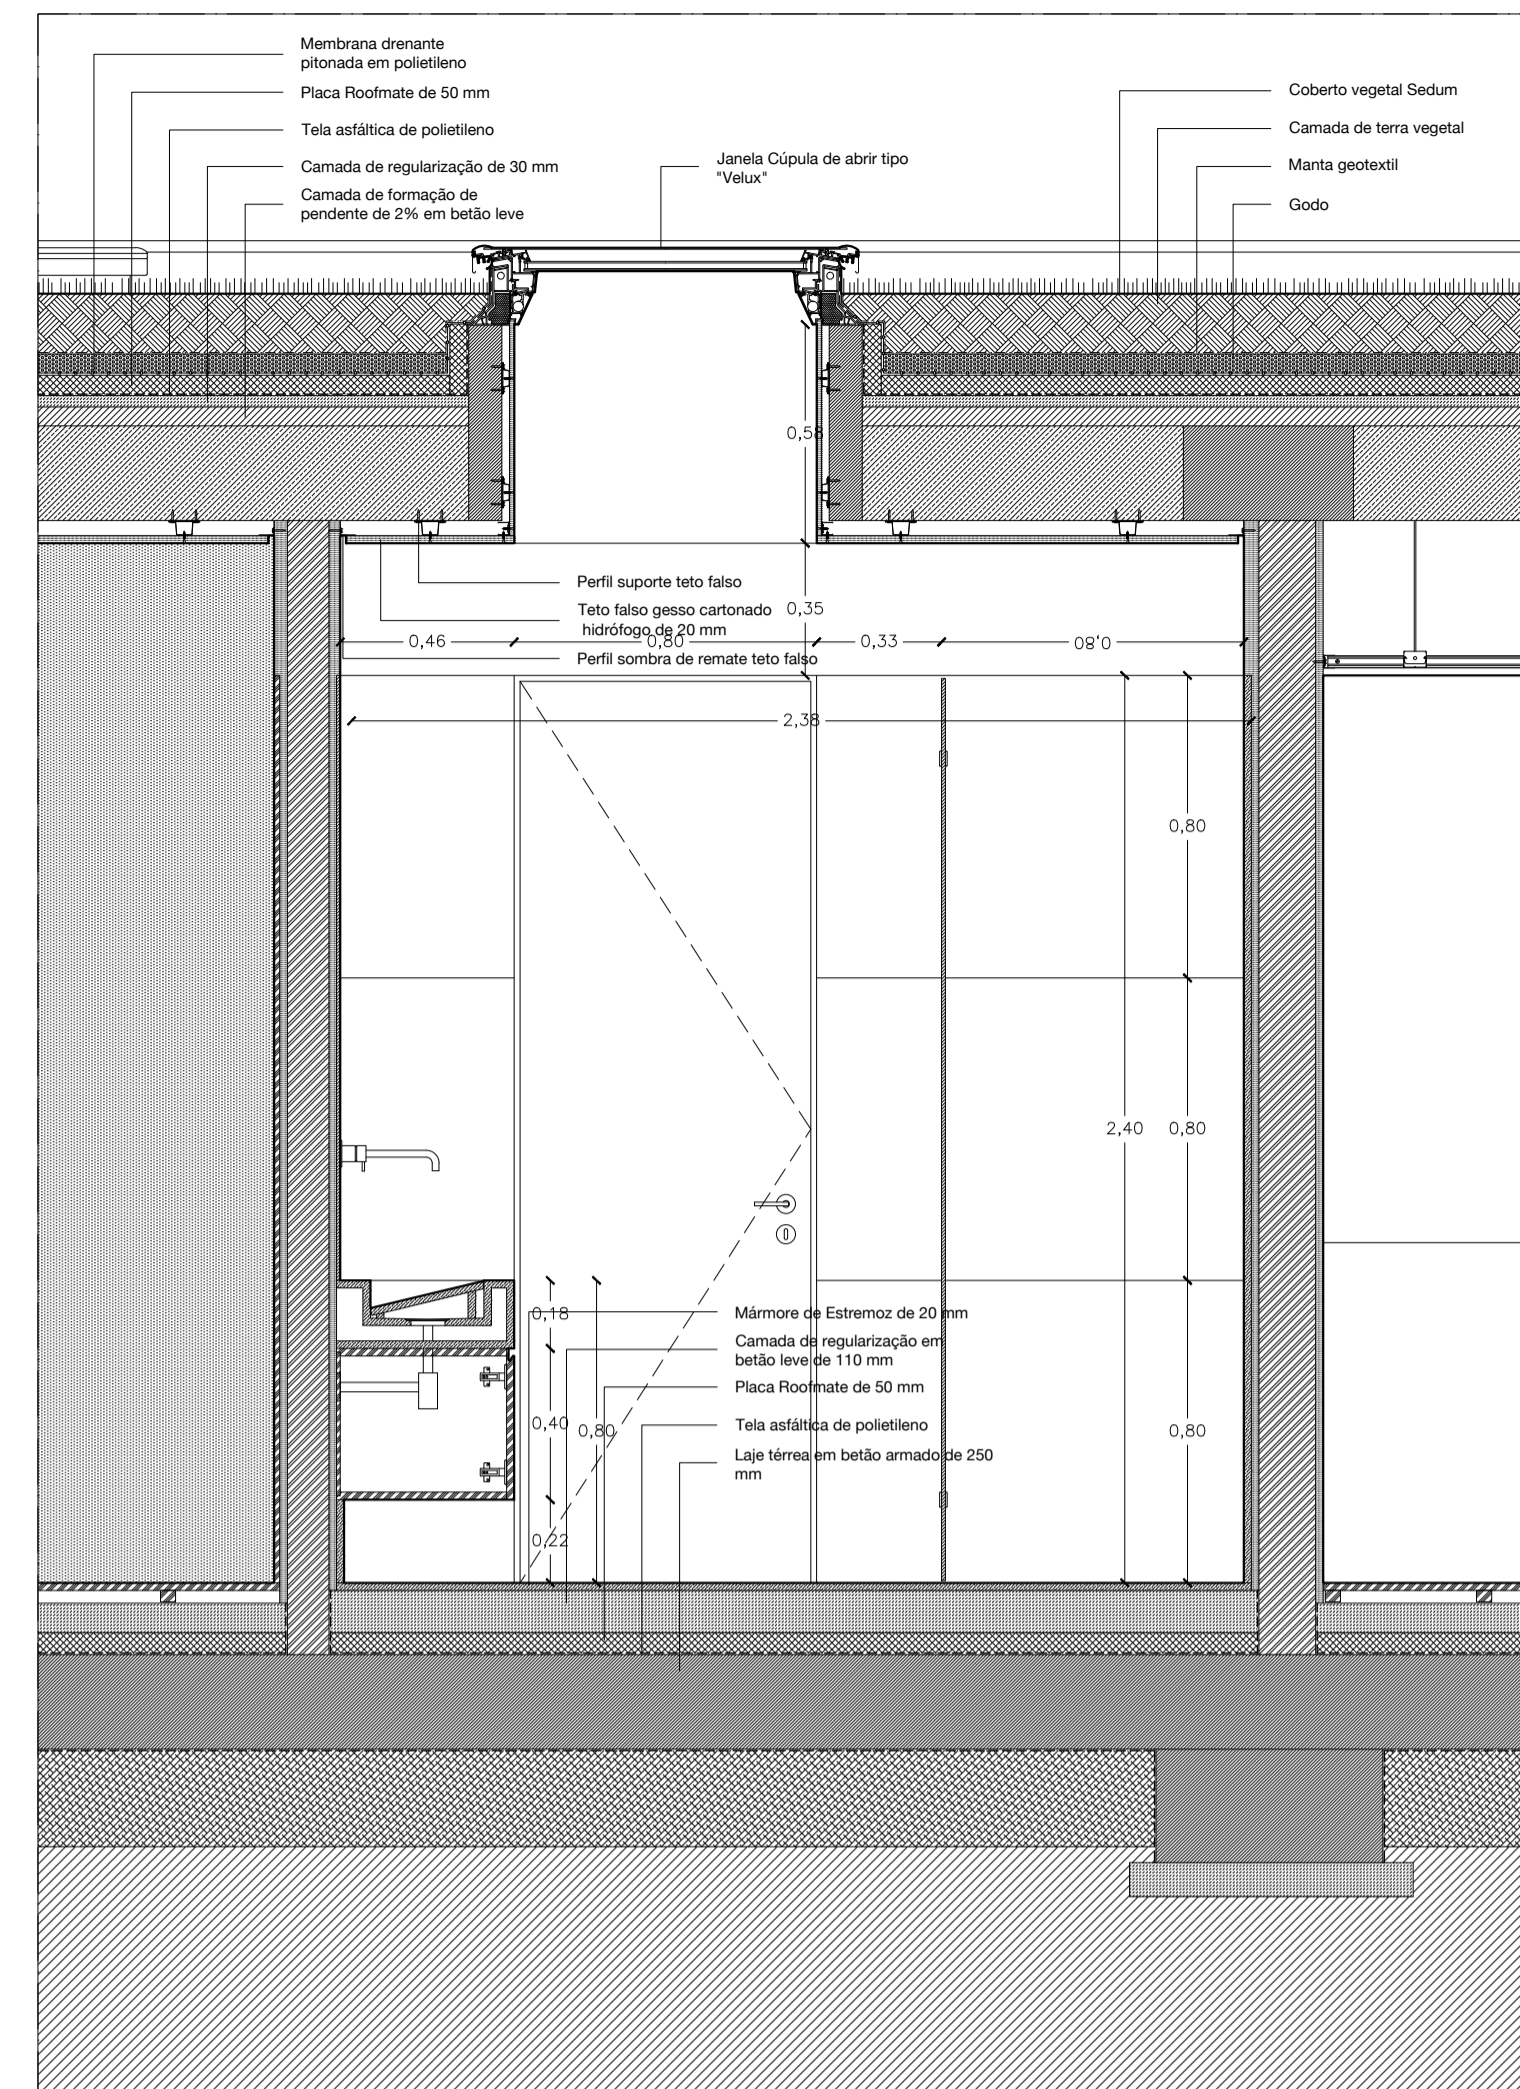 Membrana drenante
pitonada em polietileno
Placa Roofmate de 50 mm
Tela asfáltica de polietileno
Camada de regularização de 30 mm
Camada de formação de
pendente de 2% em betão leve
Janela Cúpula de abrir tipo
"Velux"
Coberto vegetal Sedum
Camada de terra vegetal
Manta geotextil
Godo
0,58
Perfil suporte teto falso
Teto falso gesso cartonado
hidrófogo de 20 mm
Perfil sombra de remate teto falso
0,35
0,46
0,80
0,33
0,80
2,38
0,80
2,40
0,80
0,80
0,18
0,40
0,80
0,22
Mármore de Estremoz de 20 mm
Camada de regularização em
betão leve de 110 mm
Placa Roofmate de 50 mm
Tela asfáltica de polietileno
Laje térrea em betão armado de 250
mm